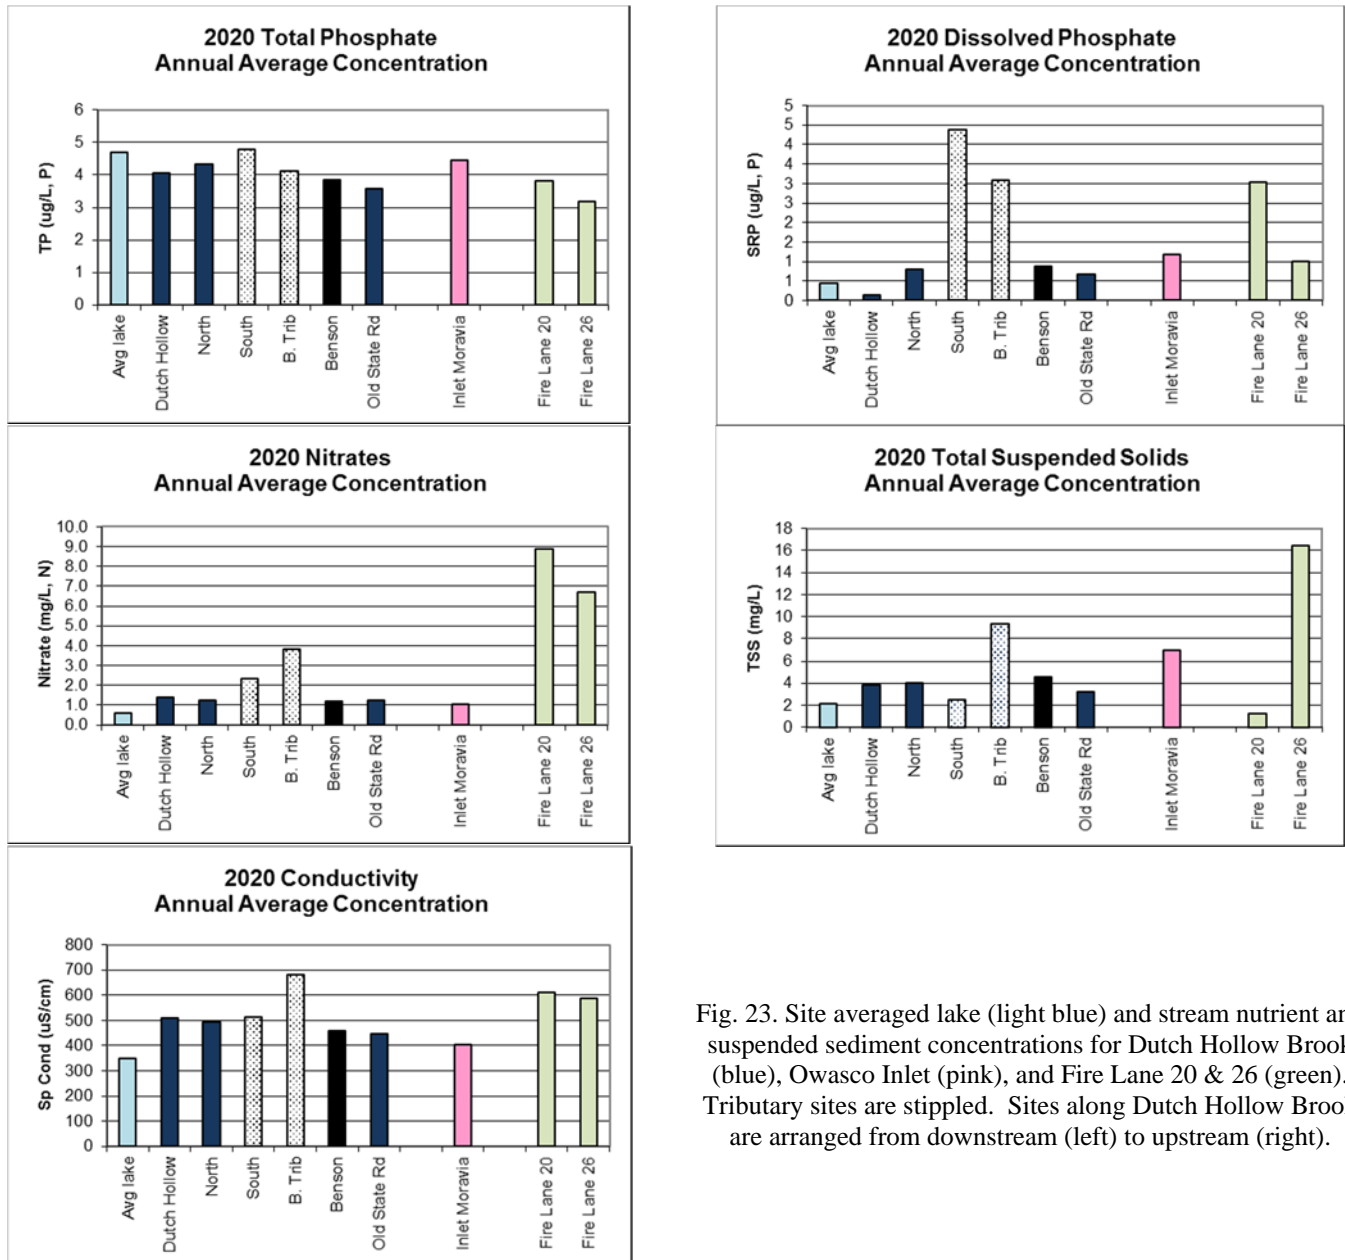 2020 Total Phosphate
Annual Average Concentration
TP (ug/L, P)
6
5
4
3
2
1
0
Avg lake
Dutch Hollow
North
South
B. Trib
Benson
Old State Rd
Inlet Moravia
Fire Lane 20
Fire Lane 26
2020 Dissolved Phosphate
Annual Average Concentration
SRP (ug/L, P)
5
5
4
4
3
3
2
2
1
1
0
Avg lake
Dutch Hollow
North
South
B. Trib
Benson
Old State Rd
Inlet Moravia
Fire Lane 20
Fire Lane 26
2020 Nitrates
Annual Average Concentration
Nitrate (mg/L, N)
10.0
9.0
8.0
7.0
6.0
5.0
4.0
3.0
2.0
1.0
0.0
Avg lake
Dutch Hollow
North
South
B. Trib
Benson
Old State Rd
Inlet Moravia
Fire Lane 20
Fire Lane 26
2020 Total Suspended Solids
Annual Average Concentration
TSS (mg/L)
18
16
14
12
10
8
6
4
2
0
Avg lake
Dutch Hollow
North
South
B. Trib
Benson
Old State Rd
Inlet Moravia
Fire Lane 20
Fire Lane 26
2020 Conductivity
Annual Average Concentration
Sp Cond (uS/cm)
800
700
600
500
400
300
200
100
0
Avg lake
Dutch Hollow
North
South
B. Trib
Benson
Old State Rd
Inlet Moravia
Fire Lane 20
Fire Lane 26
Fig. 23. Site averaged lake (light blue) and stream nutrient an
suspended sediment concentrations for Dutch Hollow Brook
(blue), Owasco Inlet (pink), and Fire Lane 20 & 26 (green).
Tributary sites are stippled. Sites along Dutch Hollow Brook
are arranged from downstream (left) to upstream (right).